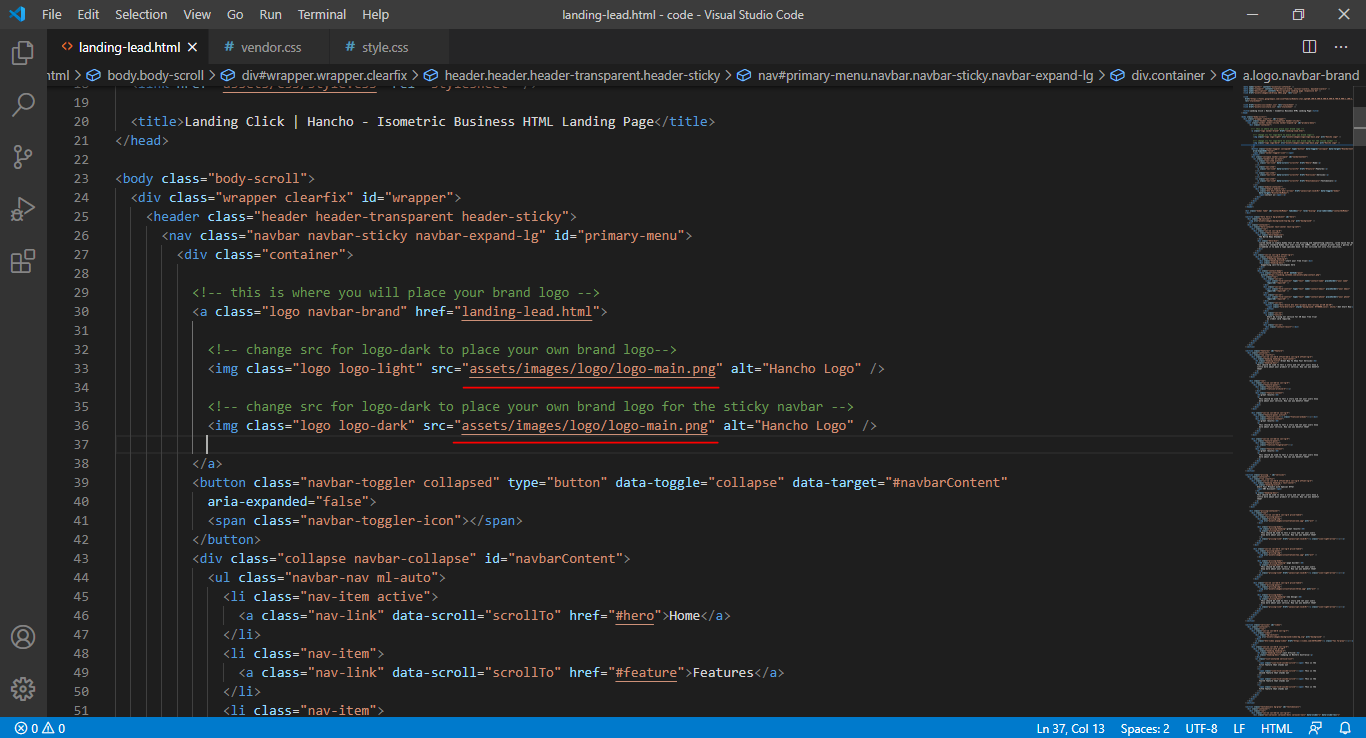 File Edit Selection View Go Run Terminal Help landing-lead.html - code - Visual Studio Code
landing-lead.html vendor.css style.css
html > body.body-scroll > div#wrapper.wrapper.clearfix > header.header.header-transparent.header-sticky > nav#primary-menu.navbar.navbar-sticky.navbar-expand-lg > div.container > a.logo.navbar-brand
18 <link href="assets/css/style.css" rel="stylesheet" />
19
20 <title>Landing Click | Hancho - Isometric Business HTML Landing Page</title>
21 </head>
22
23 <body class="body-scroll">
24 <div class="wrapper clearfix" id="wrapper">
25 <header class="header header-transparent header-sticky">
26 <nav class="navbar navbar-sticky navbar-expand-lg" id="primary-menu">
27 <div class="container">
28
29 <!-- this is where you will place your brand logo -->
30 <a class="logo navbar-brand" href="landing-lead.html">
31
32 <!-- change src for logo-dark to place your own brand logo-->
33 <img class="logo logo-light" src="assets/images/logo/logo-main.png" alt="Hancho Logo" />
34
35 <!-- change src for logo-dark to place your own brand logo for the sticky navbar -->
36 <img class="logo logo-dark" src="assets/images/logo/logo-main.png" alt="Hancho Logo" />
37
38 </a>
39 <button class="navbar-toggler collapsed" type="button" data-toggle="collapse" data-target="#navbarContent"
40 aria-expanded="false">
41 <span class="navbar-toggler-icon"></span>
42 </button>
43 <div class="collapse navbar-collapse" id="navbarContent">
44 <ul class="navbar-nav ml-auto">
45 <li class="nav-item active">
46 <a class="nav-link" data-scroll="scrollTo" href="#hero">Home</a>
47 </li>
48 <li class="nav-item">
49 <a class="nav-link" data-scroll="scrollTo" href="#feature">Features</a>
50 </li>
51 <li class="nav-item">
0 0 Ln 37, Col 13 Spaces: 2 UTF-8 LF HTML